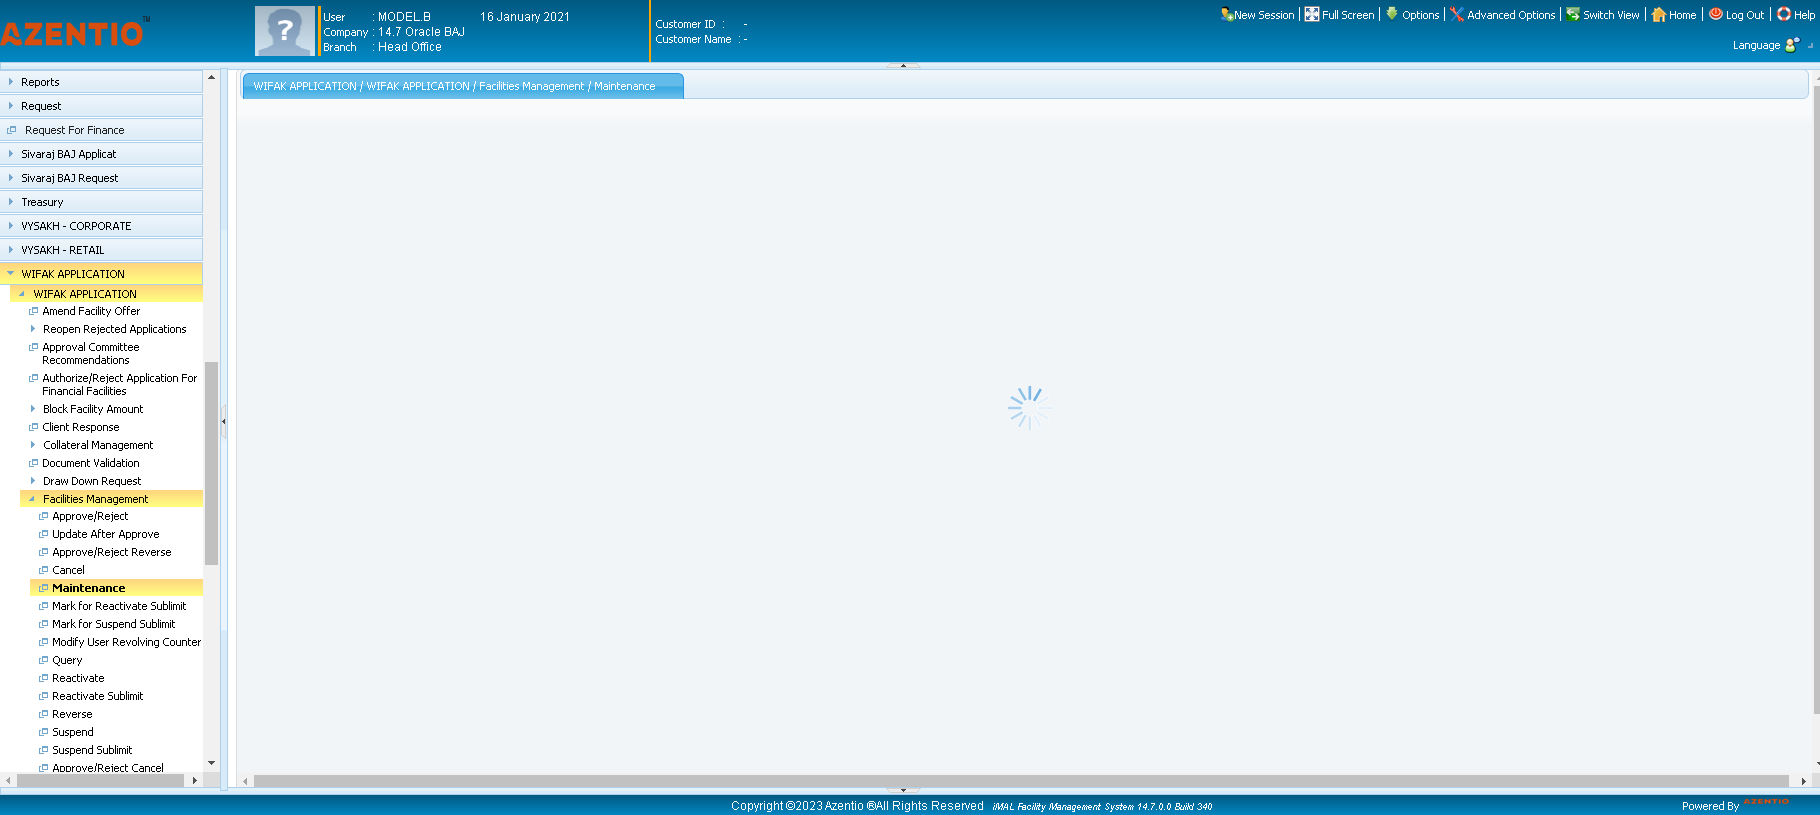 AZENTIO™
User : MODEL.B 16 January 2021
Company : 14.7 Oracle BAJ
Branch : Head Office
Customer ID : -
Customer Name : -
New Session | Full Screen | Options | Advanced Options | Switch View | Home | Log Out | Help
Language
Reports
Request
Request For Finance
Sivaraj BAJ Applicat
Sivaraj BAJ Request
Treasury
VYSAKH - CORPORATE
VYSAKH - RETAIL
WIFAK APPLICATION
WIFAK APPLICATION
Amend Facility Offer
Reopen Rejected Applications
Approval Committee
Recommendations
Authorize/Reject Application For
Financial Facilities
Block Facility Amount
Client Response
Collateral Management
Document Validation
Draw Down Request
Facilities Management
Approve/Reject
Update After Approve
Approve/Reject Reverse
Cancel
Maintenance
Mark for Reactivate Sublimit
Mark for Suspend Sublimit
Modify User Revolving Counter
Query
Reactivate
Reactivate Sublimit
Reverse
Suspend
Suspend Sublimit
Approve/Reject Cancel
WIFAK APPLICATION / WIFAK APPLICATION / Facilities Management / Maintenance
Copyright ©2023 Azentio ®All Rights Reserved iMAL Facility Management System 14.7.0.0 Build 340
Powered By AZENTIO